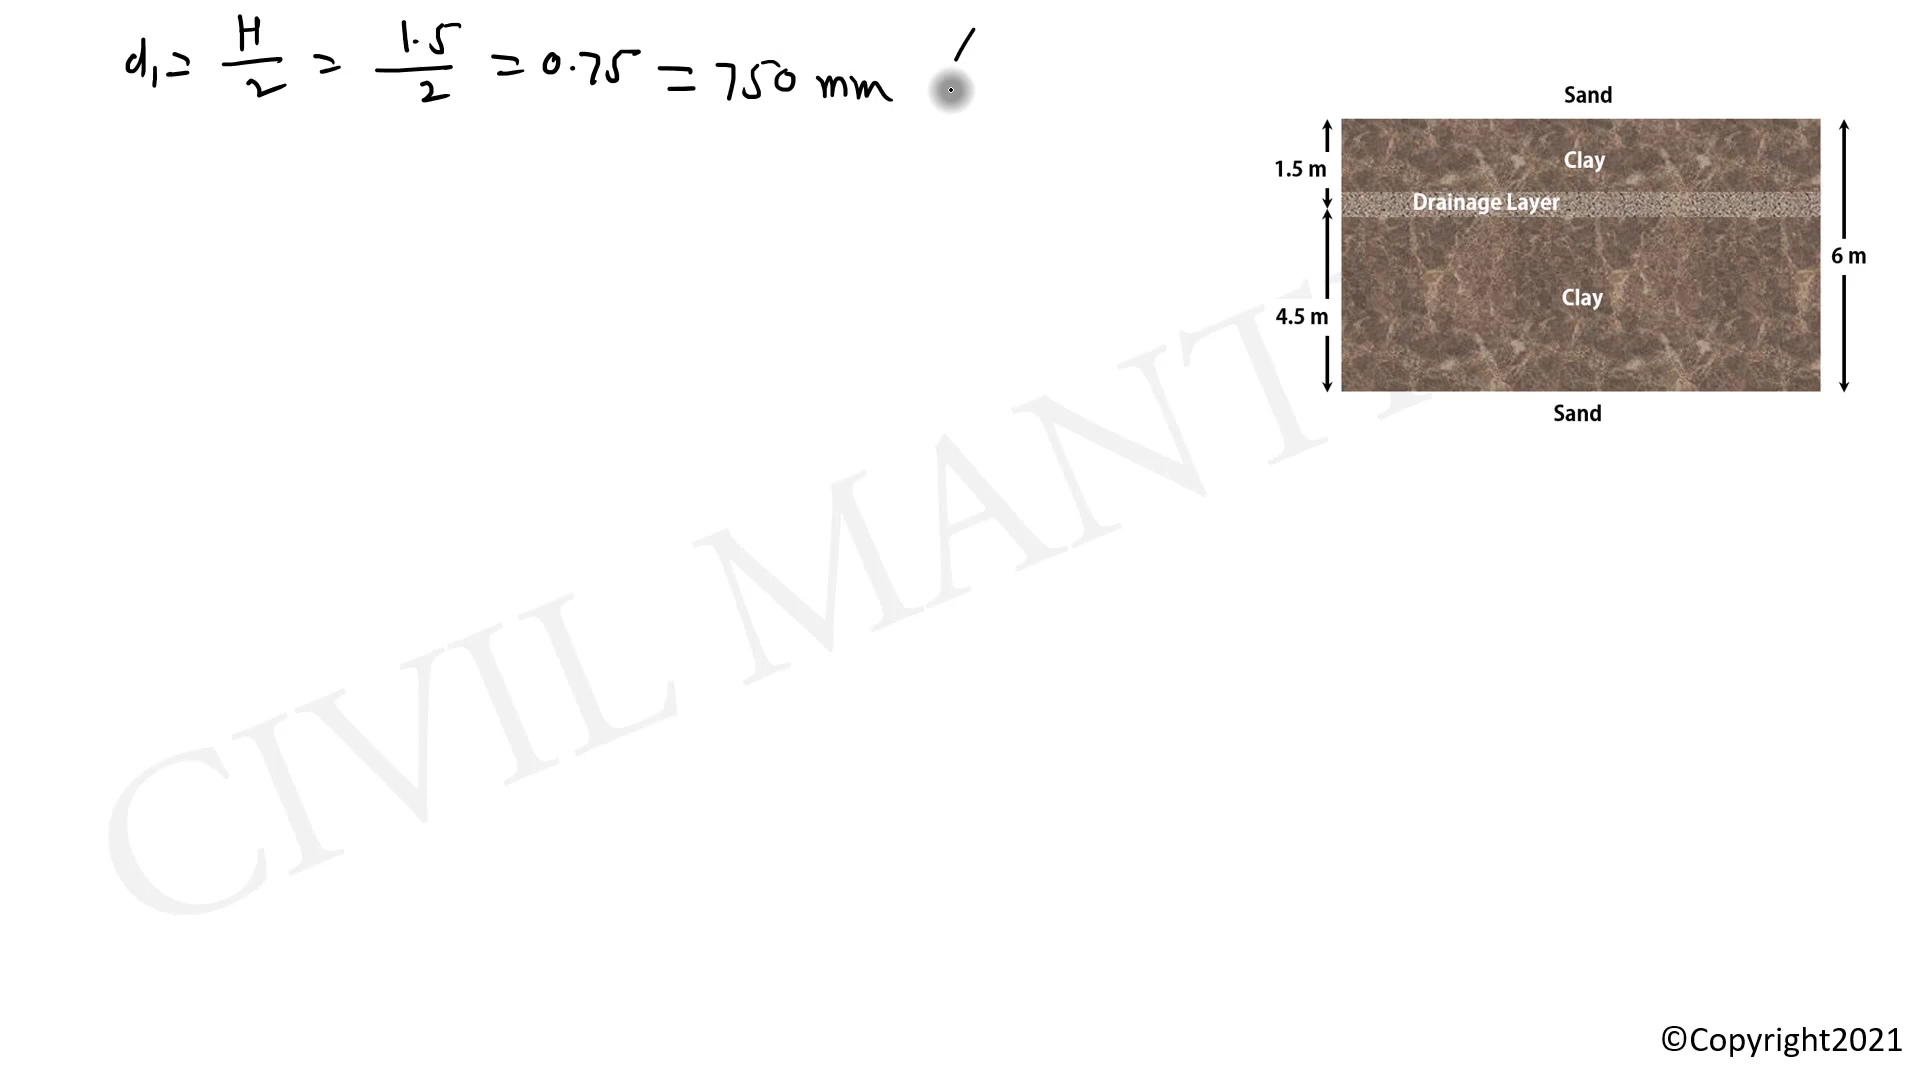 d₁ = H/2 = 1.5/2 = 0.75 = 750 mm
Sand
1.5 m
Clay
Drainage Layer
6 m
Clay
4.5 m
Sand
CIVIL MANT
©Copyright2021